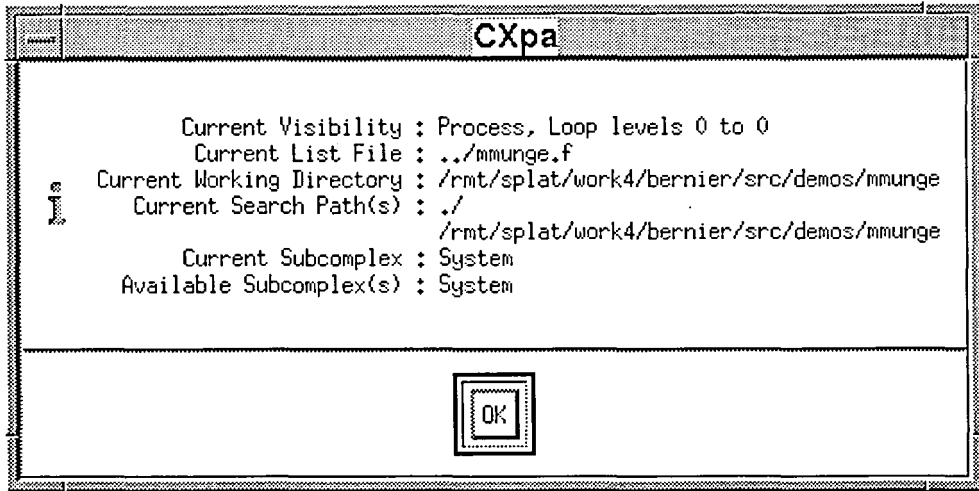 CXpa
Current Visibility : Process, Loop levels 0 to 0
Current List File : ../mmunge.f
Current Working Directory : /rmt/splat/work4/bernier/src/demos/mmunge
Current Search Path(s) : ./
/rmt/splat/work4/bernier/src/demos/mmunge
Current Subcomplex : System
Available Subcomplex(s) : System
OK